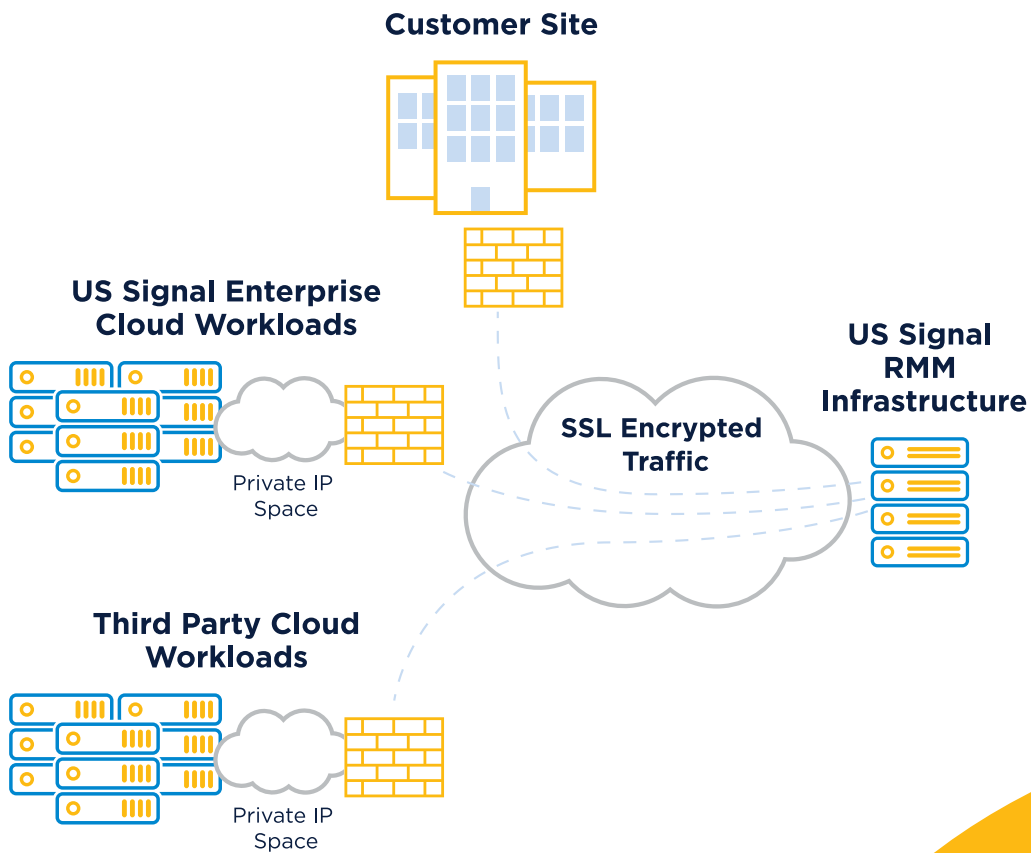 Customer Site
US Signal Enterprise
Cloud Workloads
Private IP
Space
SSL Encrypted
Traffic
US Signal
RMM
Infrastructure
Third Party Cloud
Workloads
Private IP
Space